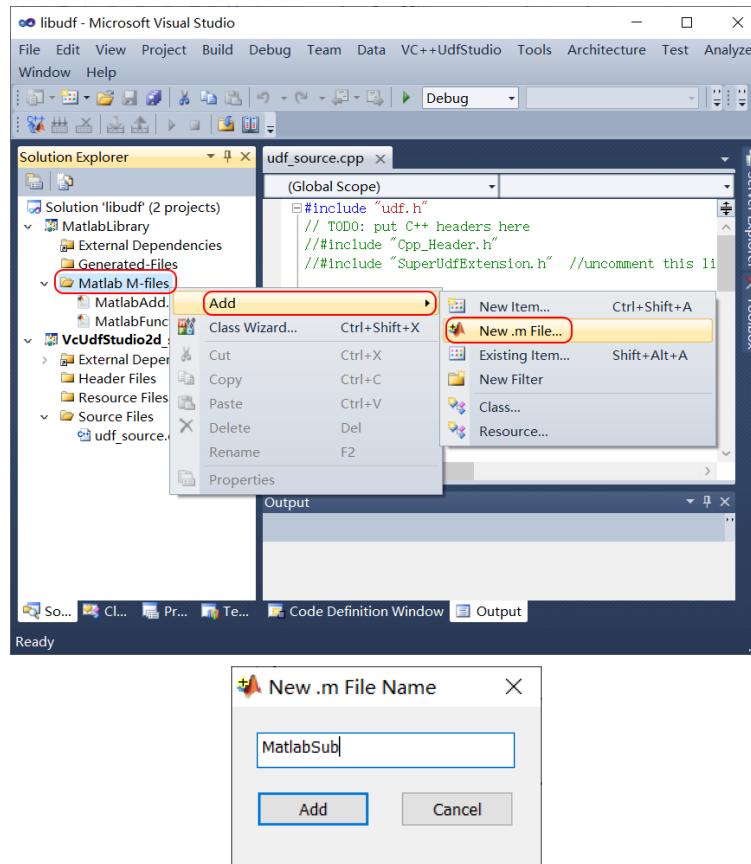 libudf - Microsoft Visual Studio
File Edit View Project Build Debug Team Data VC++UdfStudio Tools Architecture Test Analyze
Window Help
Debug
Solution Explorer
udf_source.cpp
(Global Scope)
Solution 'libudf' (2 projects)
MatlabLibrary
External Dependencies
Generated-Files
Matlab M-files
MatlabAdd.
MatlabFunc
VcUdfStudio2d_s
External Deper
Header Files
Resource Files
Source Files
udf_source.
#include "udf.h"
// TODO: put C++ headers here
//#include "Cpp_Header.h"
//#include "SuperUdfExtension.h" //uncomment this li
Add
Class Wizard... Ctrl+Shift+X
Cut Ctrl+X
Copy Ctrl+C
Paste Ctrl+V
Delete Del
Rename F2
Properties
New Item... Ctrl+Shift+A
New .m File...
Existing Item... Shift+Alt+A
New Filter
Class...
Resource...
Output
So... Cl... Pr... Te... Code Definition Window Output
Ready
New .m File Name
MatlabSub
Add Cancel